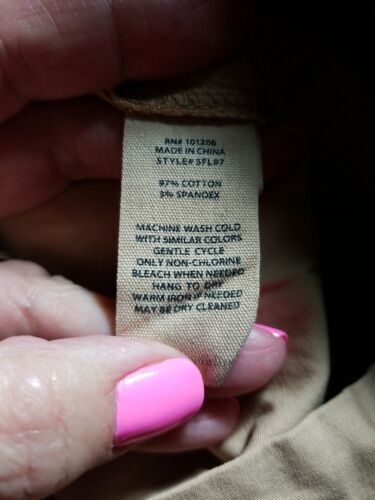 RN# 101206
MADE IN CHINA
STYLE# SFL97
97% COTTON
3% SPANDEX
MACHINE WASH COLD
WITH SIMILAR COLORS
GENTLE CYCLE
ONLY NON-CHLORINE
BLEACH WHEN NEEDED
HANG TO DRY
WARM IRON IF NEEDED
MAY BE DRY CLEANED